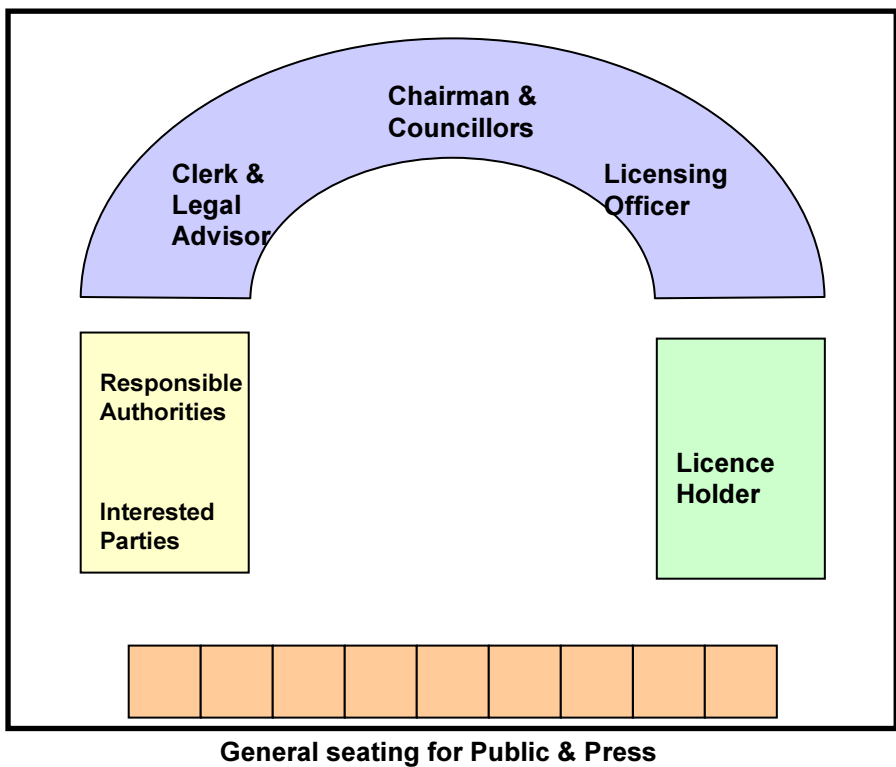 Chairman &
Councillors
Clerk &
Legal
Advisor
Licensing
Officer
Responsible
Authorities
Interested
Parties
Licence
Holder
General seating for Public & Press